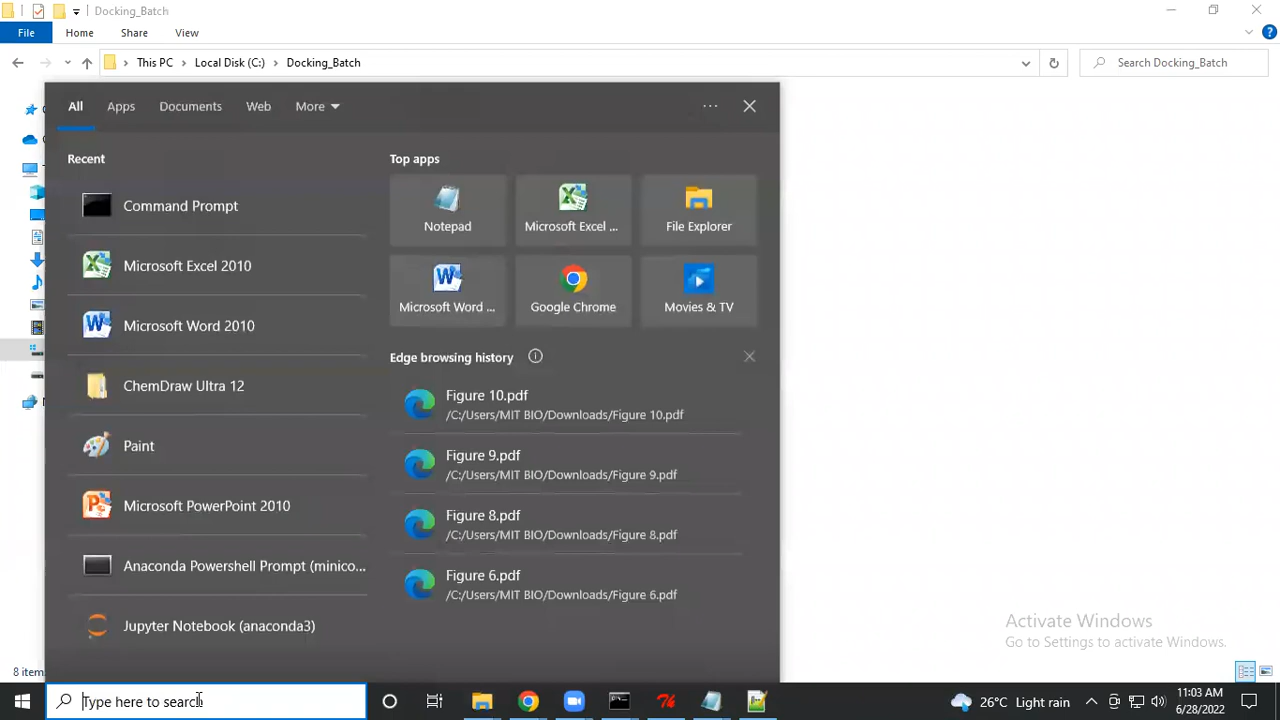 Docking_Batch
File Home Share View
This PC Local Disk (C:) Docking_Batch
Search Docking_Batch
All Apps Documents Web More
Recent
Command Prompt
Microsoft Excel 2010
Microsoft Word 2010
ChemDraw Ultra 12
Paint
Microsoft PowerPoint 2010
Anaconda Powershell Prompt (minico...
Jupyter Notebook (anaconda3)
Top apps
Notepad
Microsoft Excel ...
File Explorer
Microsoft Word ...
Google Chrome
Movies & TV
Edge browsing history
Figure 10.pdf
/C:/Users/MIT BIO/Downloads/Figure 10.pdf
Figure 9.pdf
/C:/Users/MIT BIO/Downloads/Figure 9.pdf
Figure 8.pdf
/C:/Users/MIT BIO/Downloads/Figure 8.pdf
Figure 6.pdf
/C:/Users/MIT BIO/Downloads/Figure 6.pdf
Activate Windows
Go to Settings to activate Windows.
8 item
Type here to search
26°C Light rain
11:03 AM
6/28/2022